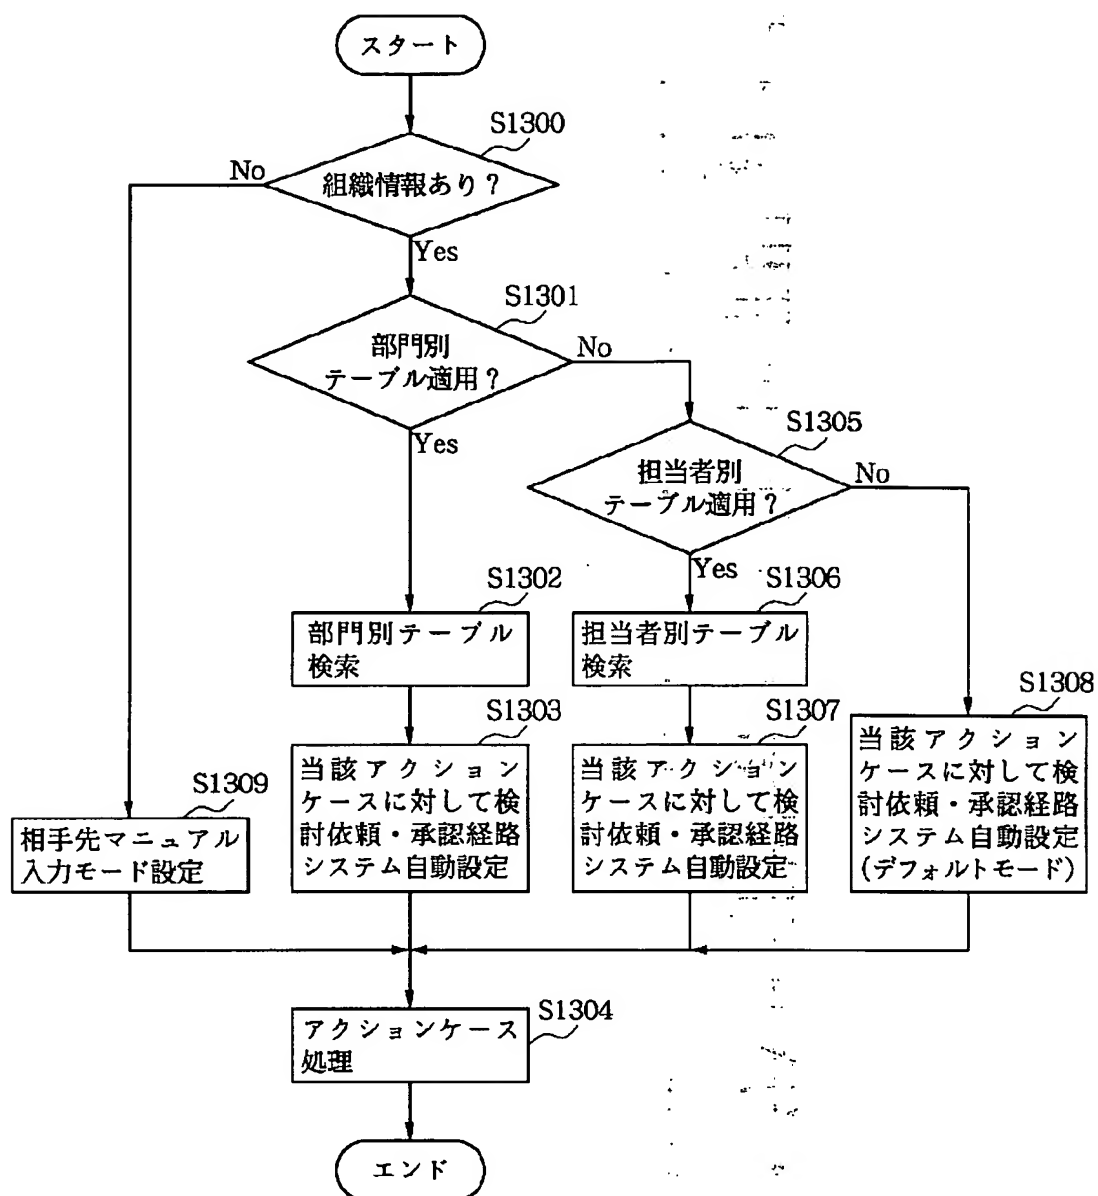 スタート
S1300
No
組織情報あり?
Yes
S1301
部門別
テーブル適用?
No
Yes
S1305
担当者別
テーブル適用?
No
Yes
S1302
部門別テーブル
検索
S1306
担当者別テーブル
検索
S1303
当該アクション
ケースに対して検
討依頼・承認経路
システム自動設定
S1307
当該アクション
ケースに対して検
討依頼・承認経路
システム自動設定
S1308
当該アクション
ケースに対して検
討依頼・承認経路
システム自動設定
(デフォルトモード)
S1309
相手先マニュアル
入力モード設定
S1304
アクションケース
処理
エンド